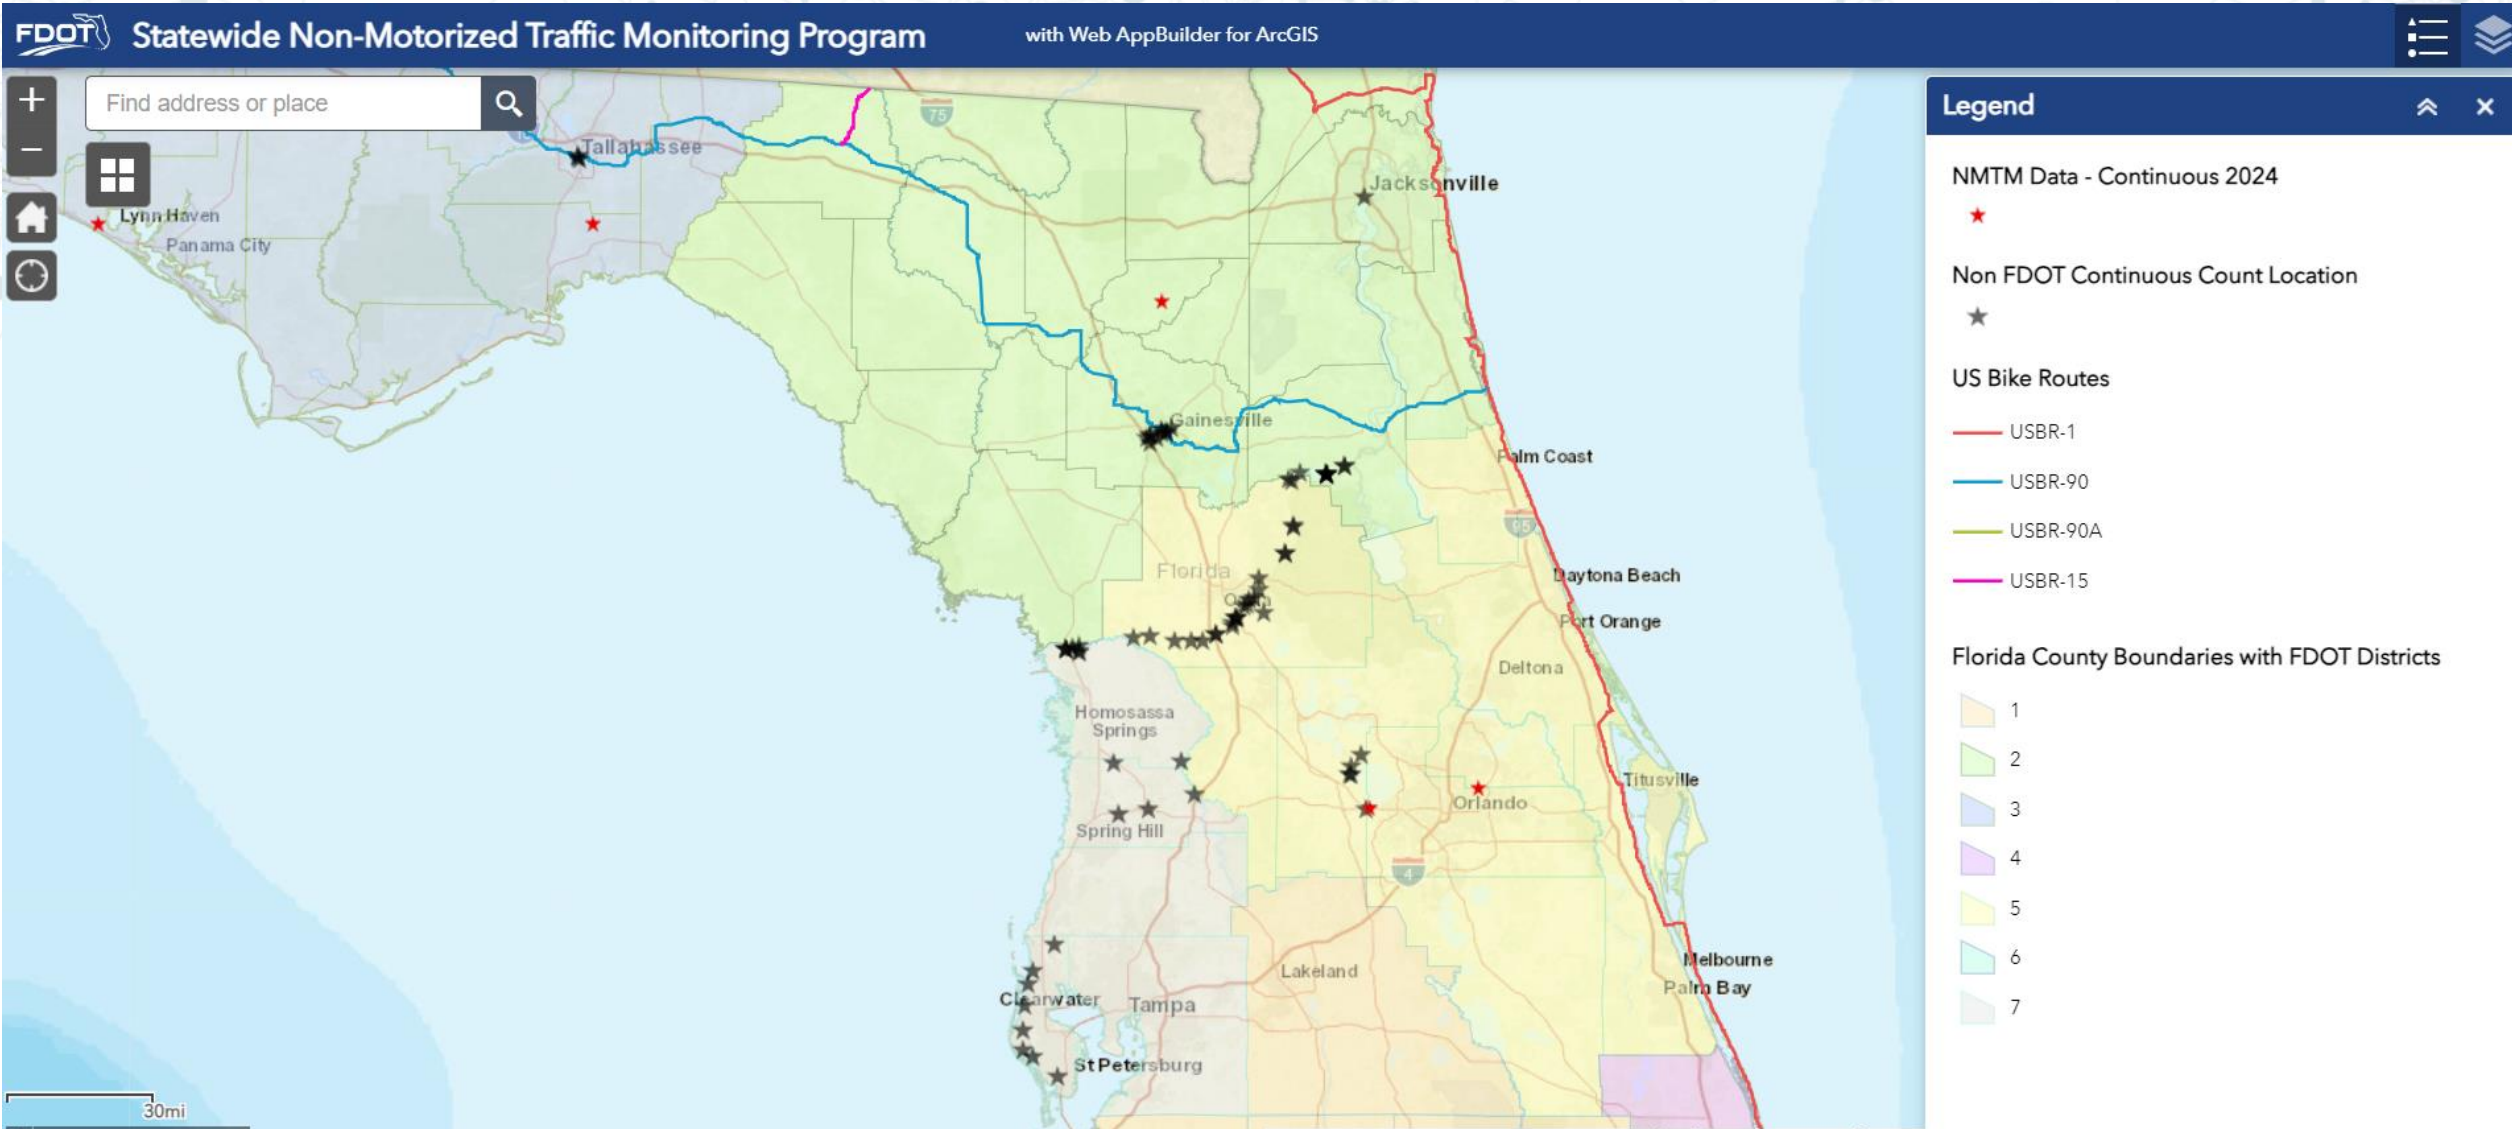 FDOT
Statewide Non-Motorized Traffic Monitoring Program
with Web AppBuilder for ArcGIS
+
Find address or place
−
75
Tallahassee
Jacksonville
Lynn Haven
Panama City
Gainesville
Palm Coast
95
Florida
Daytona Beach
Port Orange
Deltona
Homosassa
Springs
Titusville
Orlando
Spring Hill
4
Melbourne
Lakeland
Palm Bay
Clearwater
Tampa
St Petersburg
30mi
Legend
NMTM Data - Continuous 2024
Non FDOT Continuous Count Location
US Bike Routes
USBR-1
USBR-90
USBR-90A
USBR-15
Florida County Boundaries with FDOT Districts
1
2
3
4
5
6
7